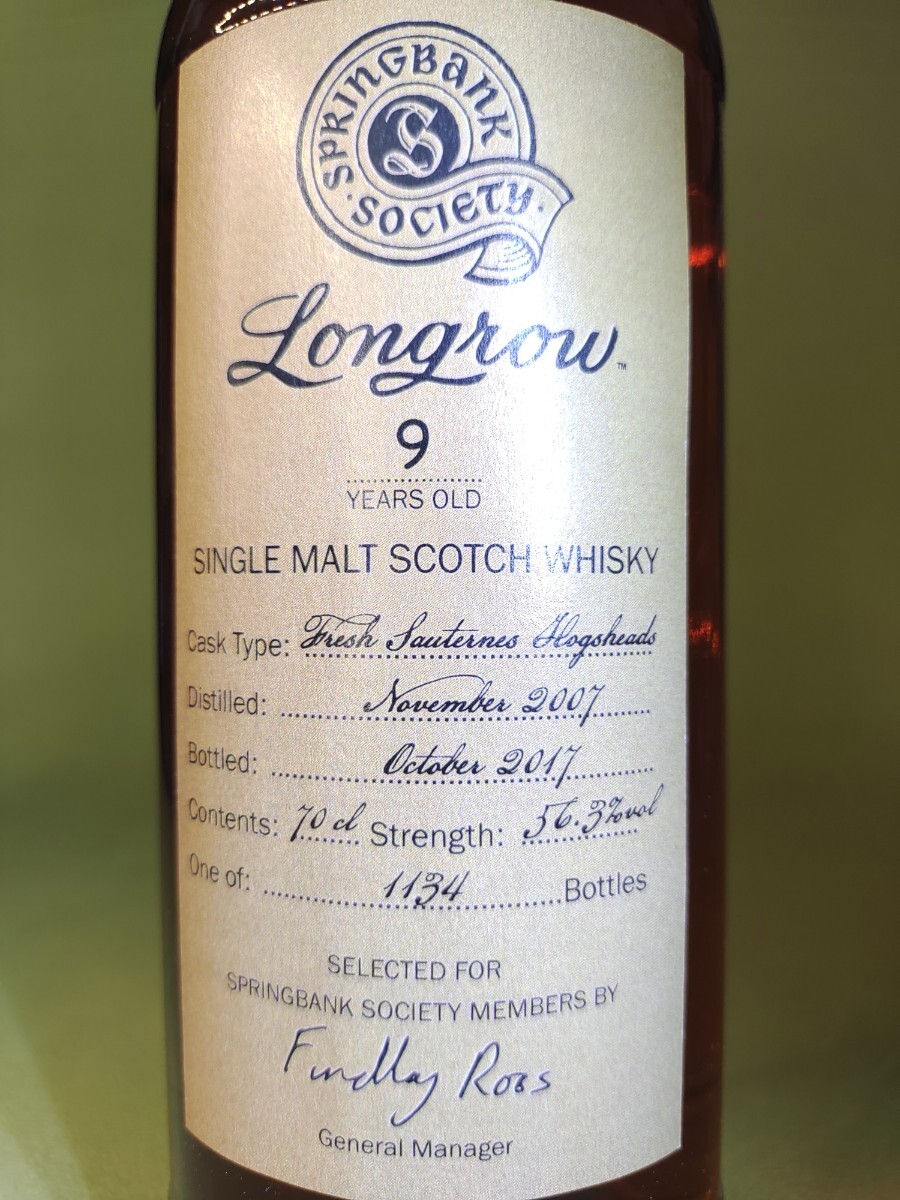 SPRINGBANK
S
· SOCIETY ·
Longrow™
9
YEARS OLD
SINGLE MALT SCOTCH WHISKY
Cask Type: Fresh Sauternes Hogsheads
Distilled: November 2007
Bottled: October 2017
Contents: 70 cl Strength: 56.3%vol
One of: 1134 Bottles
SELECTED FOR
SPRINGBANK SOCIETY MEMBERS BY
Findlay Ross
General Manager